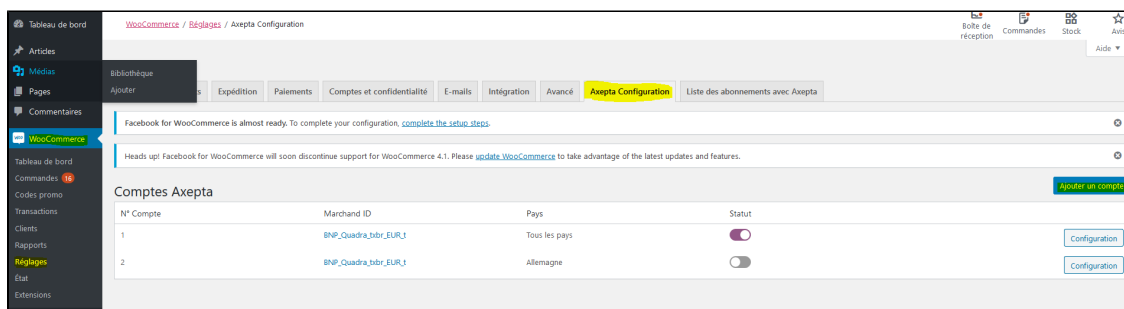 Tableau de bord
WooCommerce / Réglages / Axepta Configuration
Boîte de réception
Commandes
Stock
Avis
Aide
Articles
Médias
Bibliothèque
Ajouter
Pages
Commentaires
s
Expédition
Paiements
Comptes et confidentialité
E-mails
Intégration
Avancé
Axepta Configuration
Liste des abonnements avec Axepta
Facebook for WooCommerce is almost ready. To complete your configuration, complete the setup steps.
WooCommerce
Heads up! Facebook for WooCommerce will soon discontinue support for WooCommerce 4.1. Please update WooCommerce to take advantage of the latest updates and features.
Tableau de bord
Commandes 16
Codes promo
Transactions
Clients
Rapports
Réglages
État
Extensions
Comptes Axepta
Ajouter un compte
N° Compte
Marchand ID
Pays
Statut
1
BNP_Quadra_txbr_EUR_t
Tous les pays
Configuration
2
BNP_Quadra_txbr_EUR_t
Allemagne
Configuration